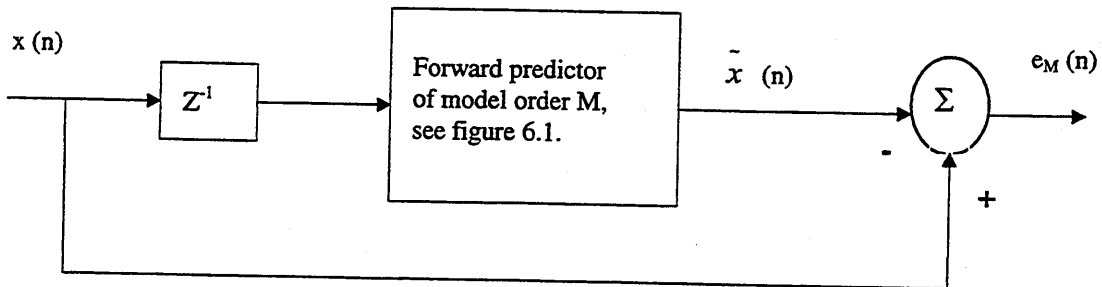 x (n)
Z⁻¹
Forward predictor
of model order M,
see figure 6.1.
x̃ (n)
-
Σ
+
e_M (n)